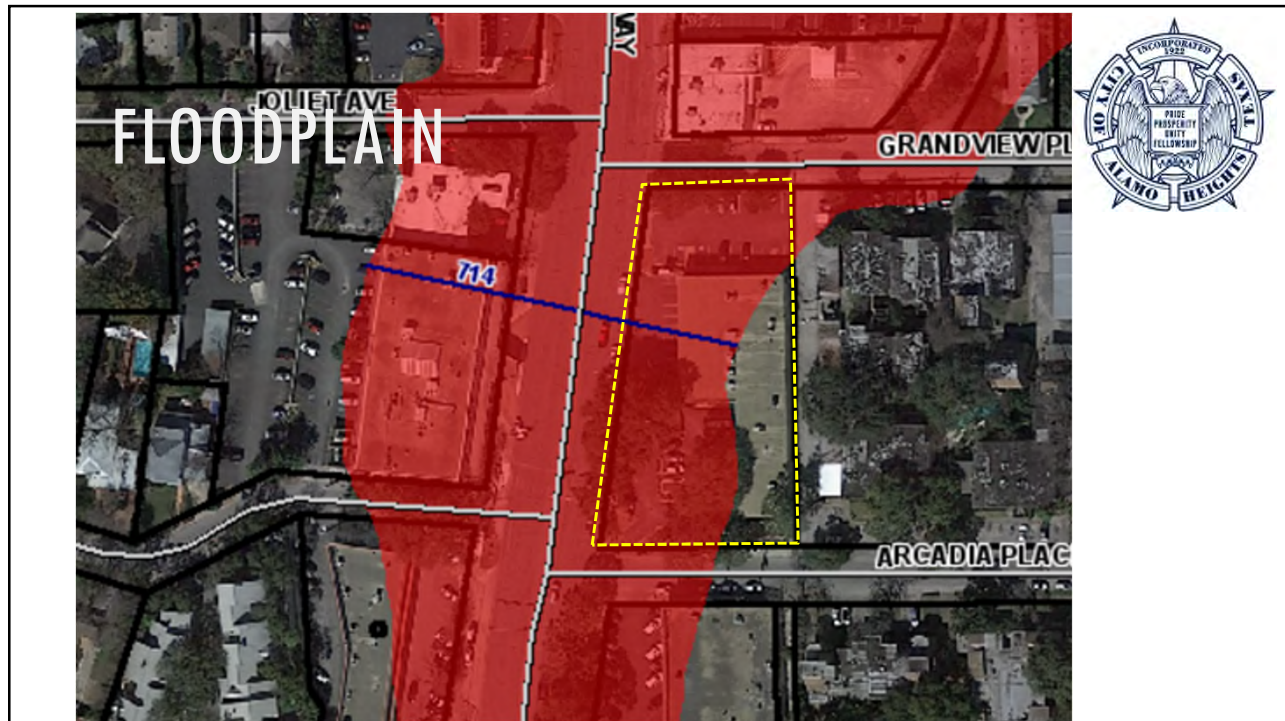 WAY
JOLIET AVE
FLOODPLAIN
GRANDVIEW PL
714
ARCADIA PLAC
INCORPORATED
1922
CITY OF
TEXAS
PRIDE
PROSPERITY
UNITY
FELLOWSHIP
ALAMO HEIGHTS